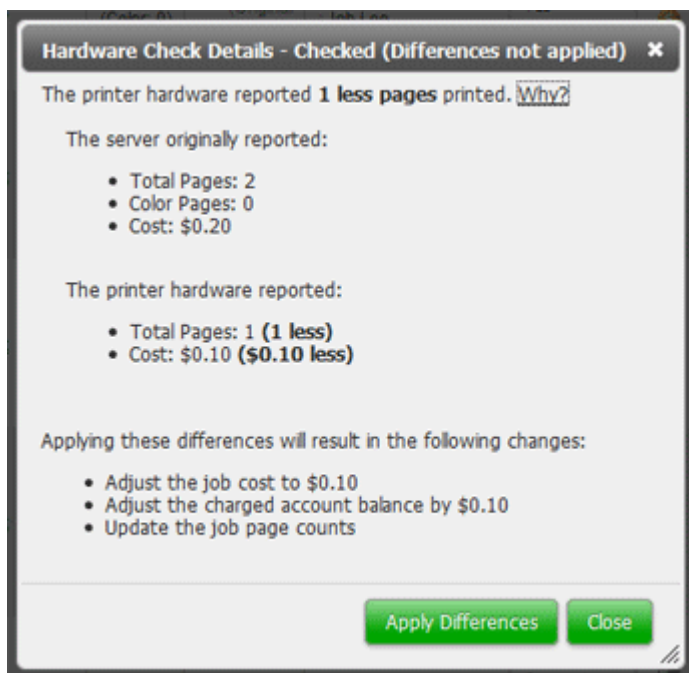 (Color: 0)
Job Log
Hardware Check Details - Checked (Differences not applied) ×
The printer hardware reported 1 less pages printed. Why?
The server originally reported:
• Total Pages: 2
• Color Pages: 0
• Cost: $0.20
The printer hardware reported:
• Total Pages: 1 (1 less)
• Cost: $0.10 ($0.10 less)
Applying these differences will result in the following changes:
• Adjust the job cost to $0.10
• Adjust the charged account balance by $0.10
• Update the job page counts
Apply Differences Close